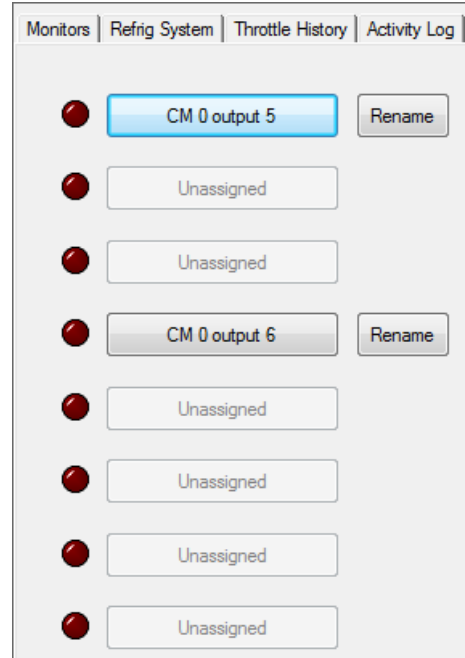 Monitors Refrig System Throttle History Activity Log
CM 0 output 5 Rename
Unassigned
Unassigned
CM 0 output 6 Rename
Unassigned
Unassigned
Unassigned
Unassigned